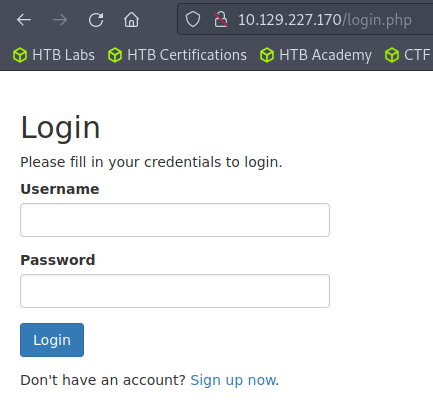 10.129.227.170/login.php
HTB Labs HTB Certifications HTB Academy CTF
Login
Please fill in your credentials to login.
Username
Password
Login
Don't have an account? Sign up now.